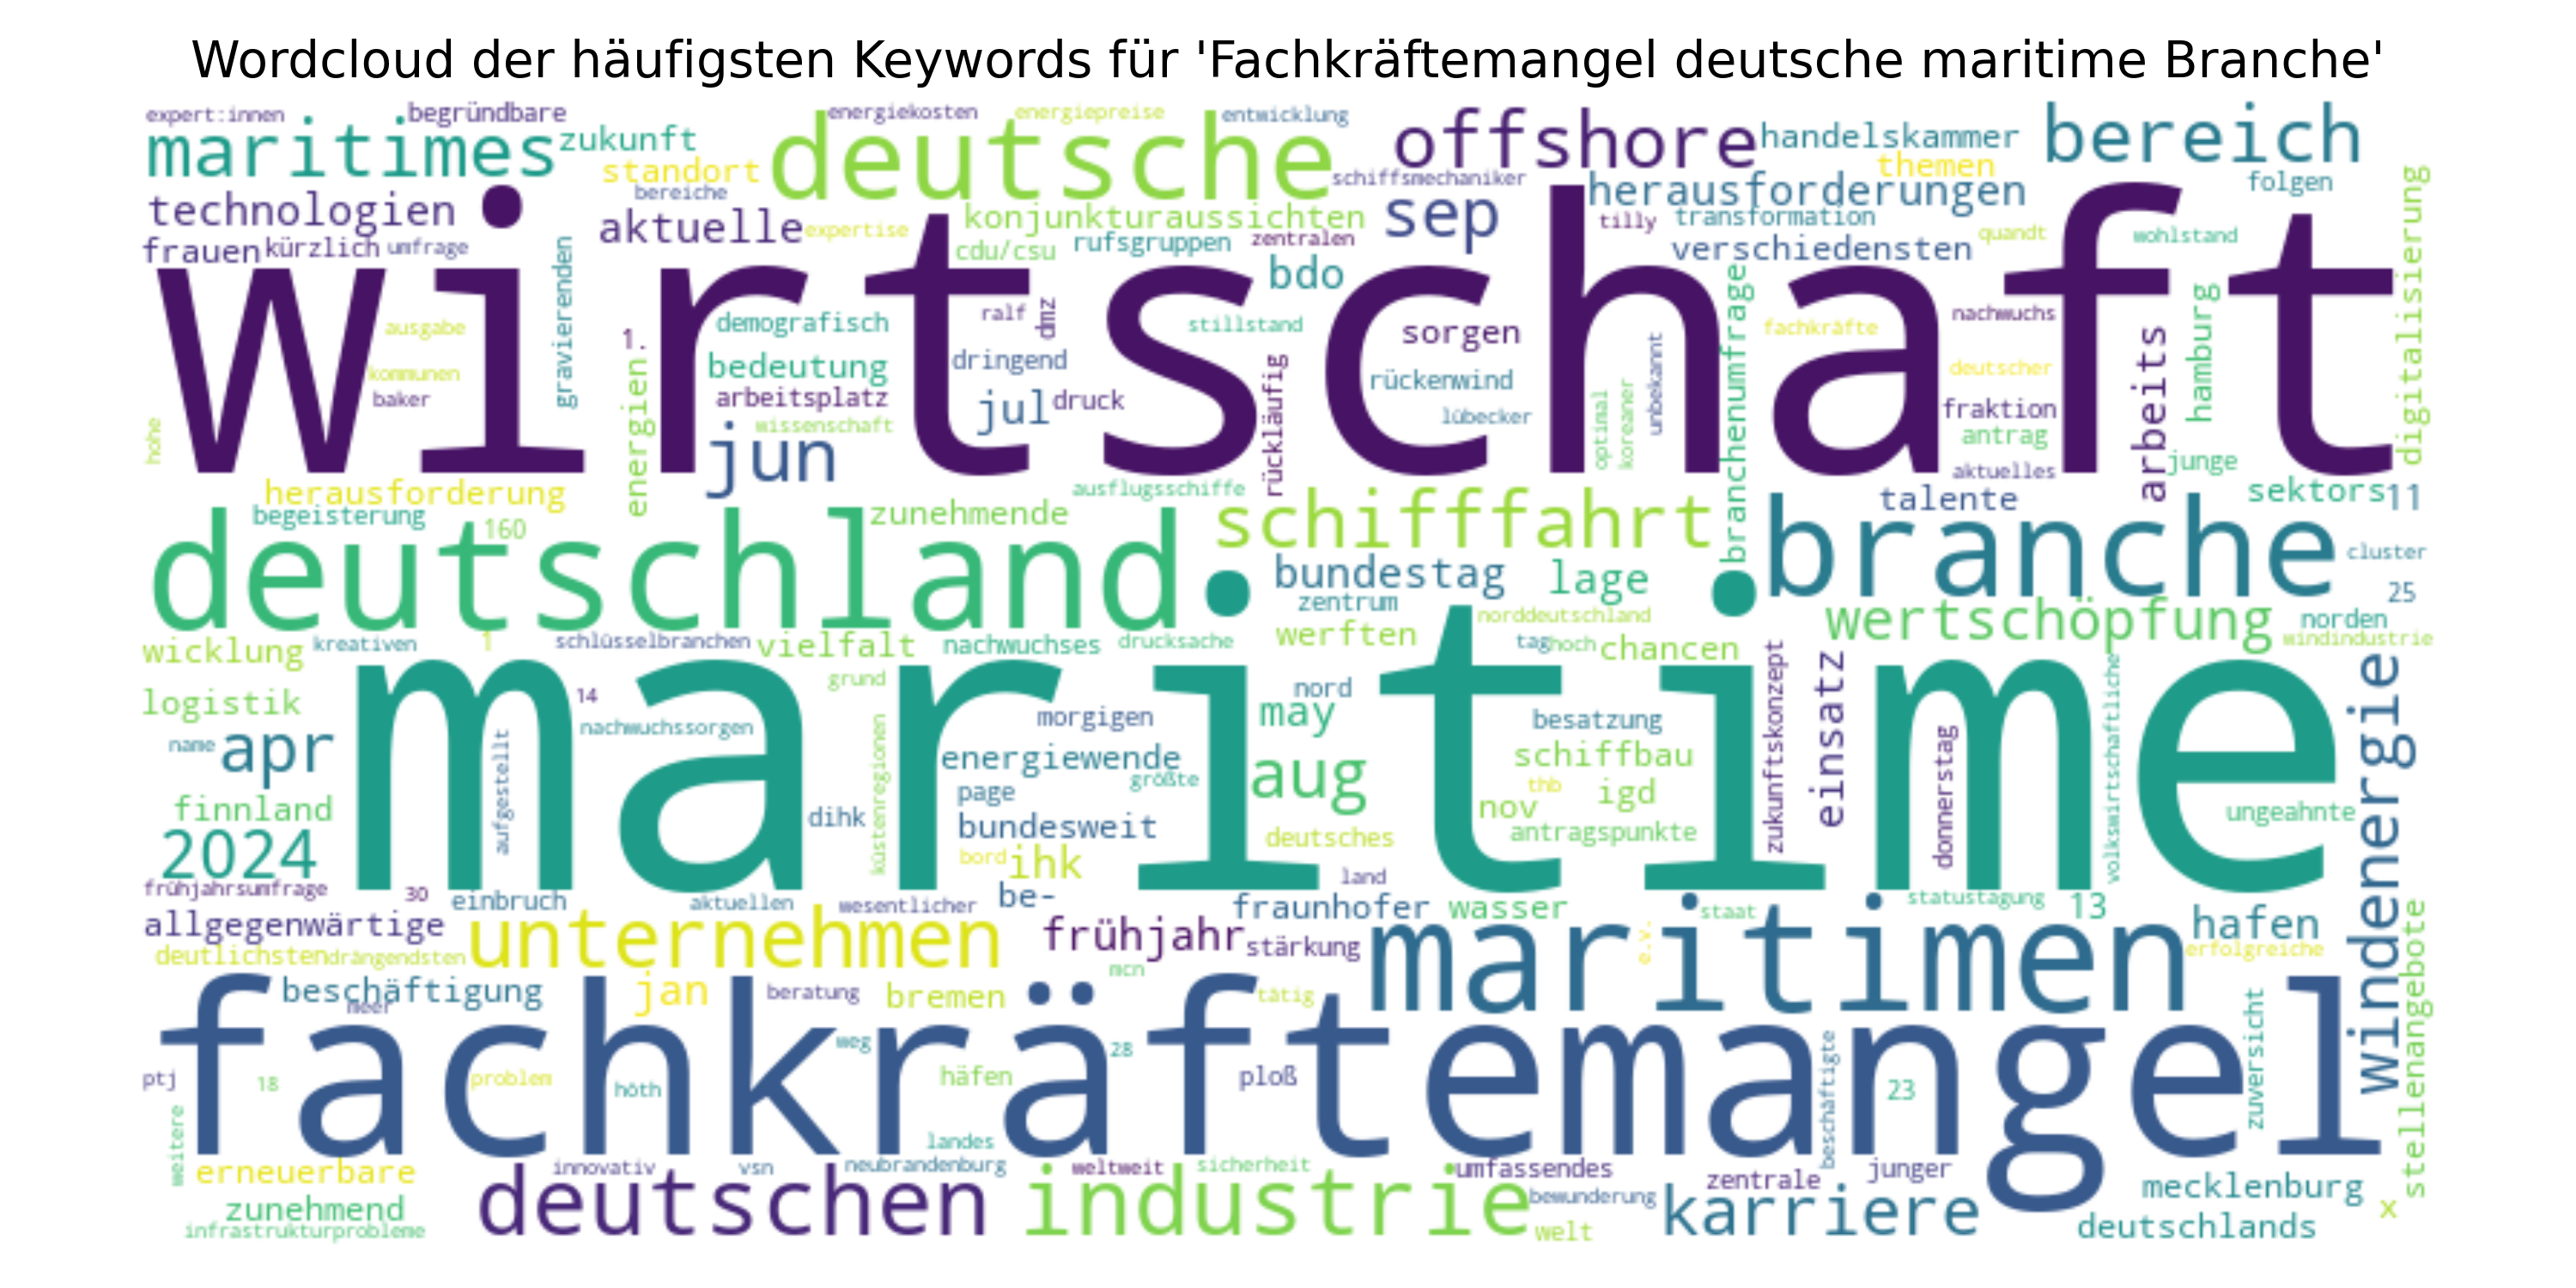 Wordcloud der häufigsten Keywords für 'Fachkräftemangel deutsche maritime Branche'
expert:innen
begründbare
energiekosten
energiepreise
entwicklung
maritimes
zukunft
deutsche
offshore
handelskammer
bereich
standort
bereiche
schiffsmechaniker
themen
folgen
technologien
aktuelle
expertise
konjunkturaussichten
sep
herausforderungen
tilly
transformation
frauen
kürzlich
umfrage
cdu/csu
rufsgruppen
zentralen
verschiedensten
quandt
wohlstand
digitalisierung
wirtschaft
gravierenden
bdo
branchenumfrage
ausgabe
1.
demografisch
ralf
dmz
stillstand
sorgen
fachkräfte
nachwuchs
hamburg
kommunen
energien
bedeutung
dringend
rückläufig
rückenwind
unbekannt
deutscher
arbeits
baker
arbeitsplatz
jul
druck
lübecker
optimal
koreaner
fraktion
hohe
wissenschaft
jun
antrag
junge
aktuelles
herausforderung
ausflugsschiffe
talente
sektors
11
begeisterung
160
zunehmende
schifffahrt
deutschland
branche
cluster
bundestag
lage
25
zentrum
wertschöpfung
norden
norddeutschland
wicklung
kreativen
1
schlüsselbranchen
vielfalt
nachwuchses
drucksache
werften
tag
hoch
chancen
windindustrie
maritime
logistik
14
grund
nord
zukunftskonzept
einsatz
volkswirtschaftliche
windenergie
nachwuchssorgen
morgigen
may
besatzung
name
apr
aufgestellt
küstenregionen
energiewende
größte
aug
schiffbau
donnerstag
finnland
page
thb
igd
nov
dihk
bundesweit
deutsches
antragspunkte
ungeahnte
2024
bord
ihk
frühjahrsumfrage
30
einbruch
aktuellen
wesentlicher
be-
land
fraunhofer
wasser
staat
statustagung
13
allgegenwärtige
unternehmen
frühjahr
stärkung
maritimen
hafen
deutlichsten
drängendsten
e.v.
erfolgreiche
stellenangebote
mcn
beschäftigung
meer
jan
beratung
bremen
tätig
fachkräftemangel
zuversicht
weg
28
beschäftigte
ptj
18
problem
höth
häfen
ploß
23
weitere
landes
erneuerbare
innovativ
vsn
neubrandenburg
weltweit
sicherheit
umfassendes
zentrale
junger
mecklenburg
zunehmend
deutschen
industrie
bewunderung
karriere
x
infrastrukturprobleme
welt
deutschlands